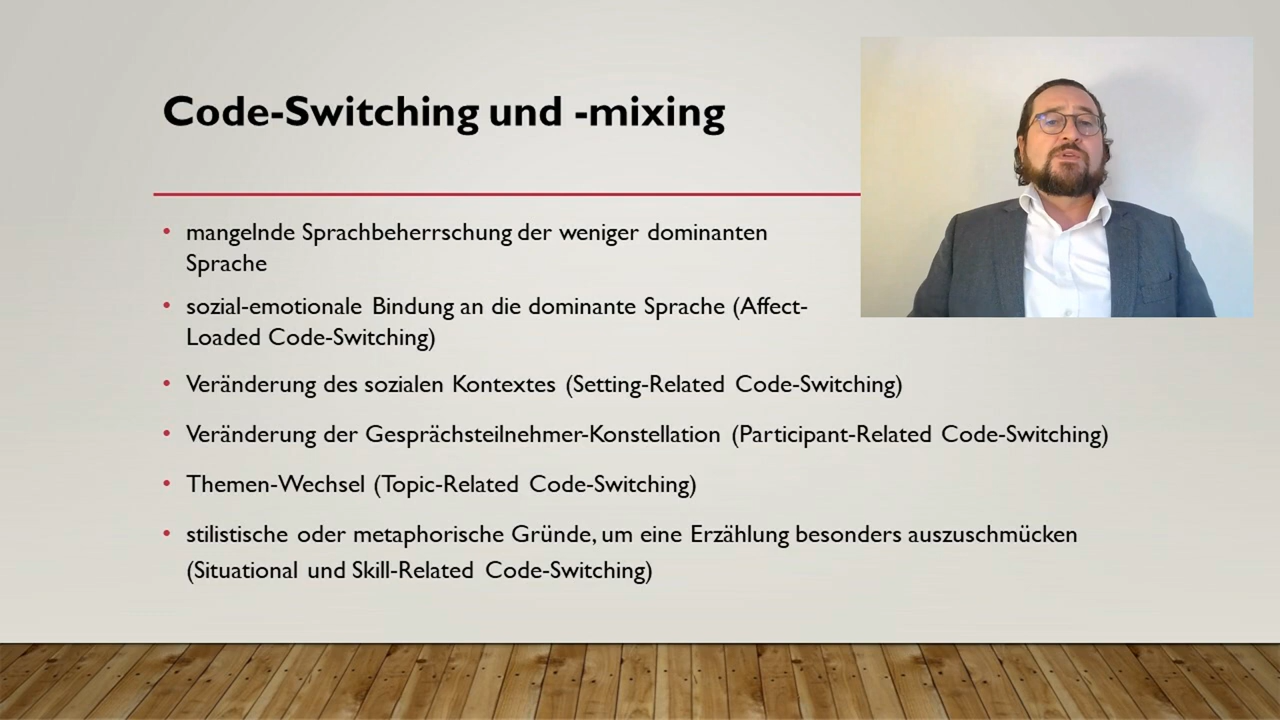 Code-Switching und -mixing
• mangelnde Sprachbeherrschung der weniger dominanten
Sprache
• sozial-emotionale Bindung an die dominante Sprache (Affect-
Loaded Code-Switching)
• Veränderung des sozialen Kontextes (Setting-Related Code-Switching)
• Veränderung der Gesprächsteilnehmer-Konstellation (Participant-Related Code-Switching)
• Themen-Wechsel (Topic-Related Code-Switching)
• stilistische oder metaphorische Gründe, um eine Erzählung besonders auszuschmücken
(Situational und Skill-Related Code-Switching)